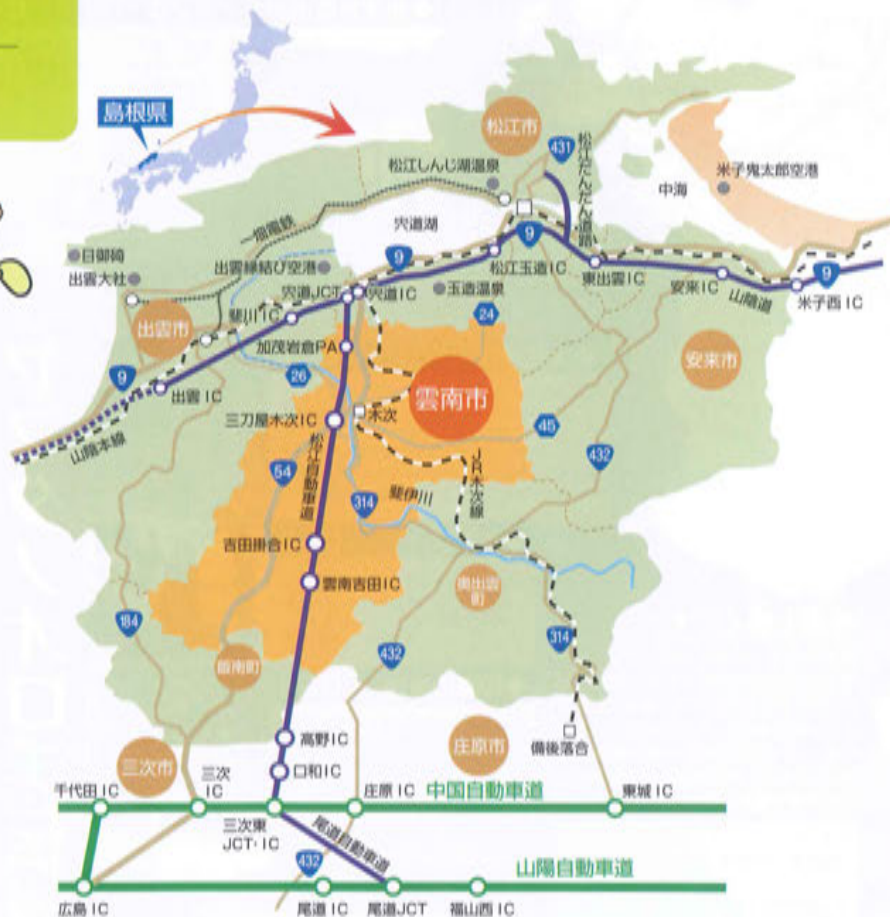 島根県
松江市
431
松江だんだん道路
松江しんじ湖温泉
米子鬼太郎空港
中海
一畑電鉄
宍道湖
9
9
日御碕
出雲大社
出雲縁結び空港
宍道JCT
宍道IC
松江玉造IC
東出雲IC
安来IC
山陰道
9
米子西IC
玉造温泉
斐川IC
出雲市
24
加茂岩倉PA
安来市
9
26
雲南市
出雲IC
三刀屋木次IC
木次
45
山陰本線
松江自動車道
54
JR木次線
432
314
斐伊川
吉田掛合IC
雲南吉田IC
奥出雲
町
184
432
314
飯南町
高野IC
三次市
庄原市
備後落合
口和IC
千代田IC
三次
IC
庄原IC
中国自動車道
東城IC
三次東
JCT・IC
尾道自動車道
432
山陽自動車道
広島IC
尾道IC
尾道JCT
福山西IC